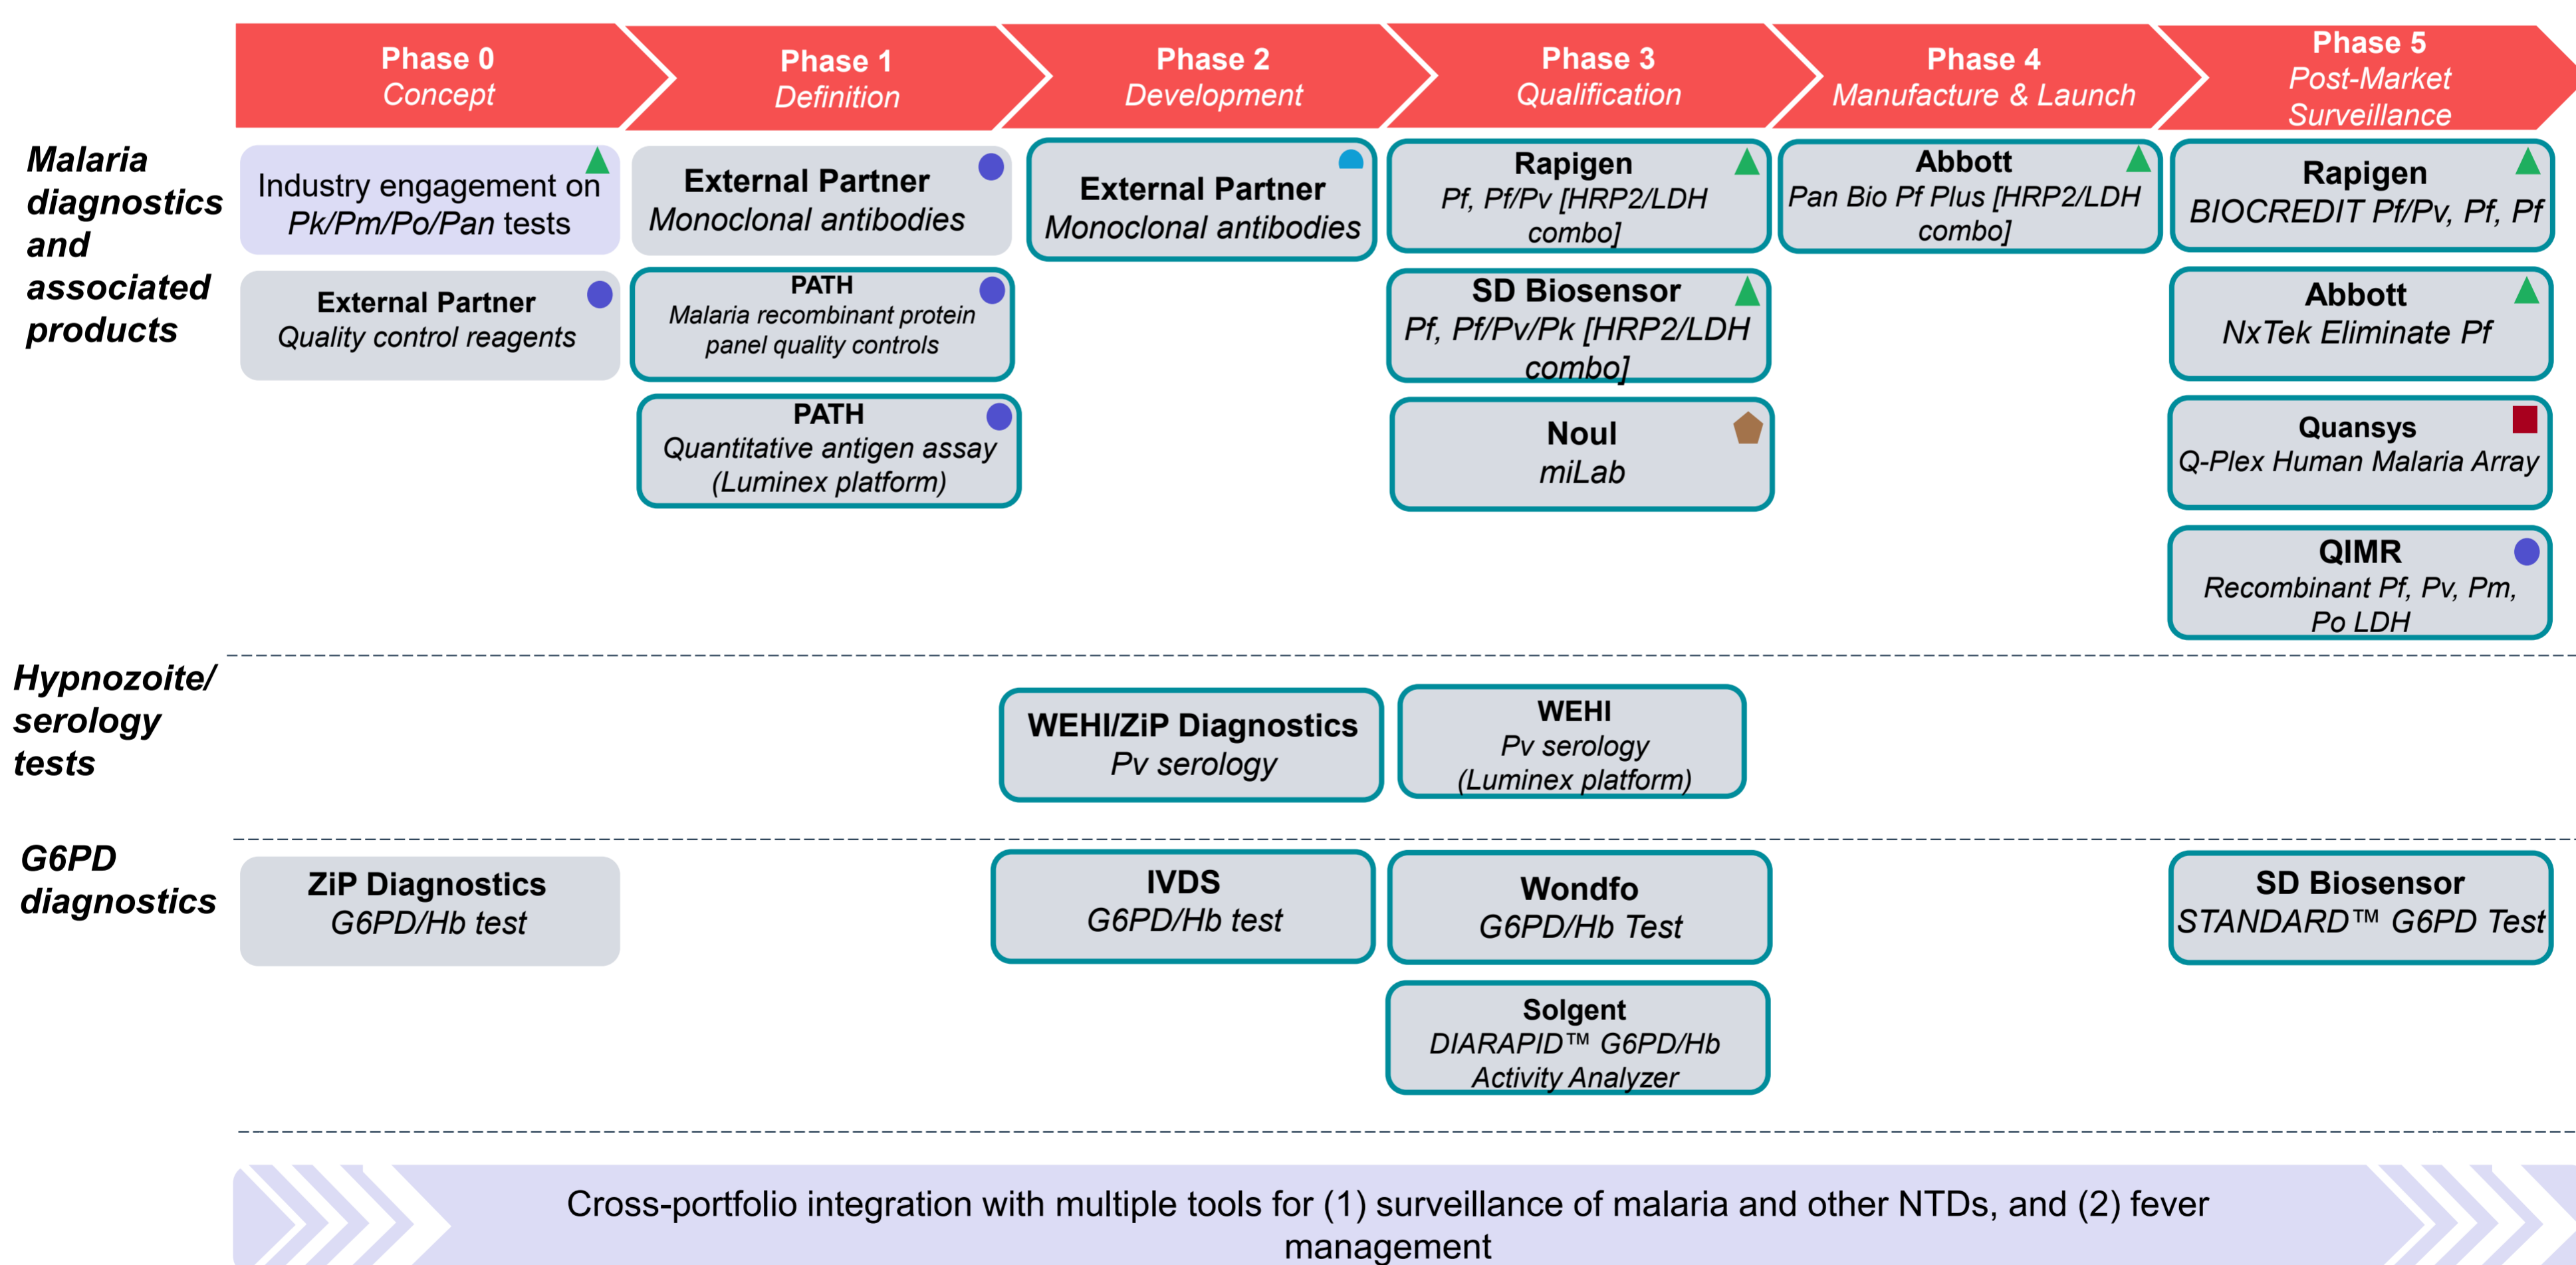 Phase 0
Concept
Phase 1
Definition
Phase 2
Development
Phase 3
Qualification
Phase 4
Manufacture & Launch
Phase 5
Post-Market
Surveillance
Malaria
diagnostics
and
associated
products
Industry engagement on
Pk/Pm/Po/Pan tests
External Partner
Quality control reagents
External Partner
Monoclonal antibodies
PATH
Malaria recombinant protein
panel quality controls
PATH
Quantitative antigen assay
(Luminex platform)
External Partner
Monoclonal antibodies
Rapigen
Pf, Pf/Pv [HRP2/LDH
combo]
SD Biosensor
Pf, Pf/Pv/Pk [HRP2/LDH
combo]
Noul
miLab
Abbott
Pan Bio Pf Plus [HRP2/LDH
combo]
Rapigen
BIOCREDIT Pf/Pv, Pf, Pf
Abbott
NxTek Eliminate Pf
Quansys
Q-Plex Human Malaria Array
QIMR
Recombinant Pf, Pv, Pm,
Po LDH
Hypnozoite/
serology
tests
WEHI/ZiP Diagnostics
Pv serology
WEHI
Pv serology
(Luminex platform)
G6PD
diagnostics
ZiP Diagnostics
G6PD/Hb test
IVDS
G6PD/Hb test
Wondfo
G6PD/Hb Test
Solgent
DIARAPID™ G6PD/Hb
Activity Analyzer
SD Biosensor
STANDARD™ G6PD Test
Cross-portfolio integration with multiple tools for (1) surveillance of malaria and other NTDs, and (2) fever
management